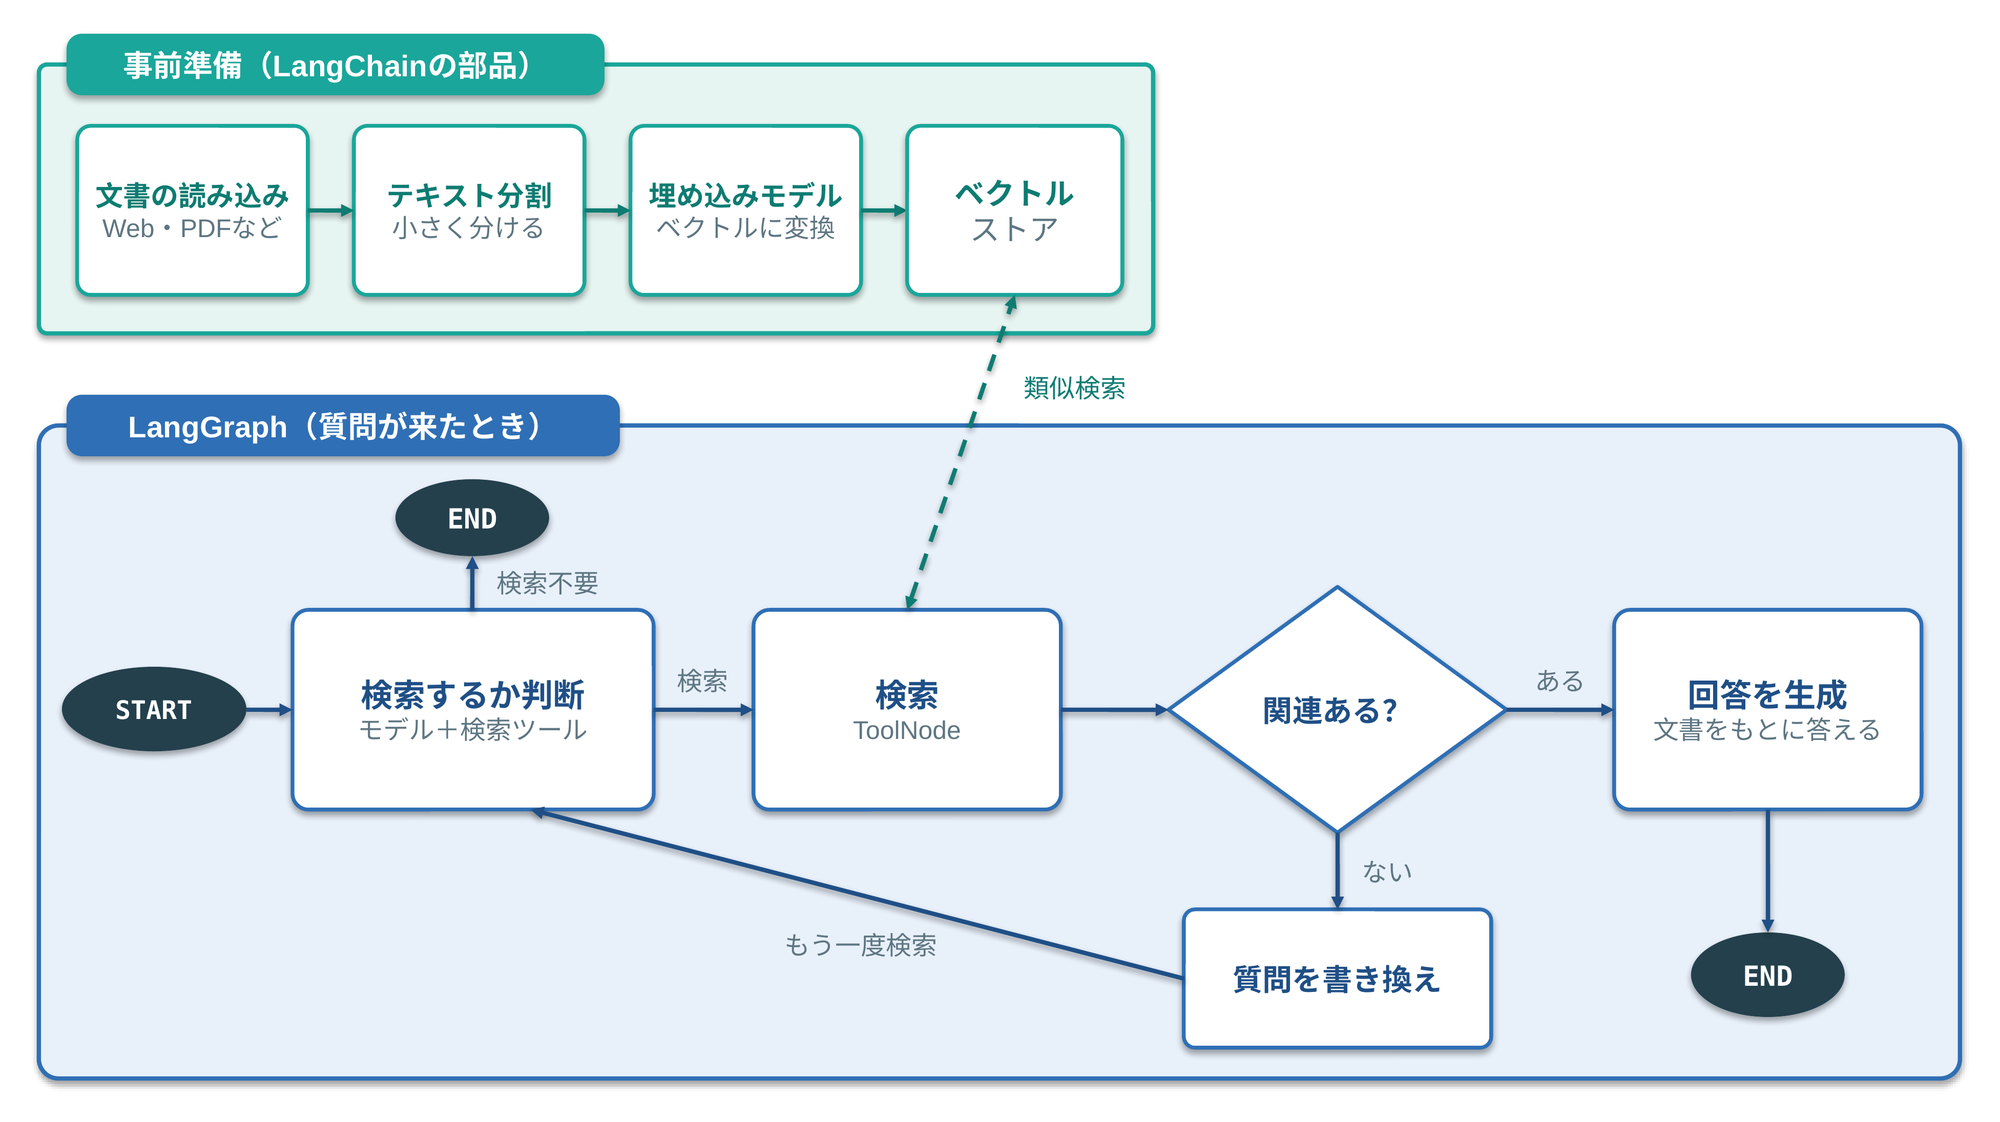 事前準備（LangChainの部品）
文書の読み込み
Web・PDFなど
テキスト分割
小さく分ける
埋め込みモデル
ベクトルに変換
ベクトル
ストア
類似検索
LangGraph（質問が来たとき）
END
検索不要
START
検索するか判断
モデル＋検索ツール
検索
検索
ToolNode
関連ある？
ある
回答を生成
文書をもとに答える
ない
もう一度検索
質問を書き換え
END